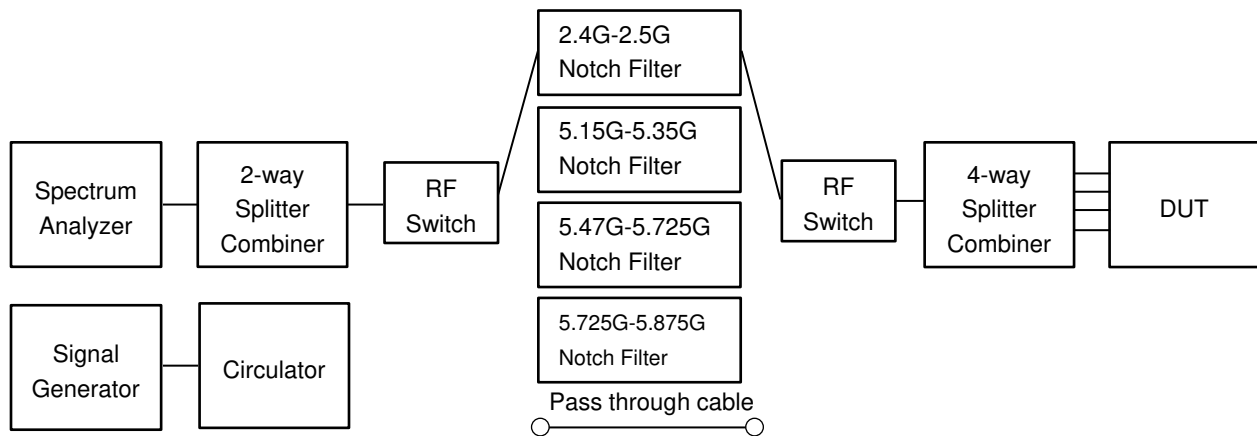 2.4G-2.5G
Notch Filter
5.15G-5.35G
Notch Filter
Spectrum
Analyzer
2-way
Splitter
Combiner
RF
Switch
RF
Switch
4-way
Splitter
Combiner
DUT
5.47G-5.725G
Notch Filter
Signal
Generator
Circulator
5.725G-5.875G
Notch Filter
Pass through cable